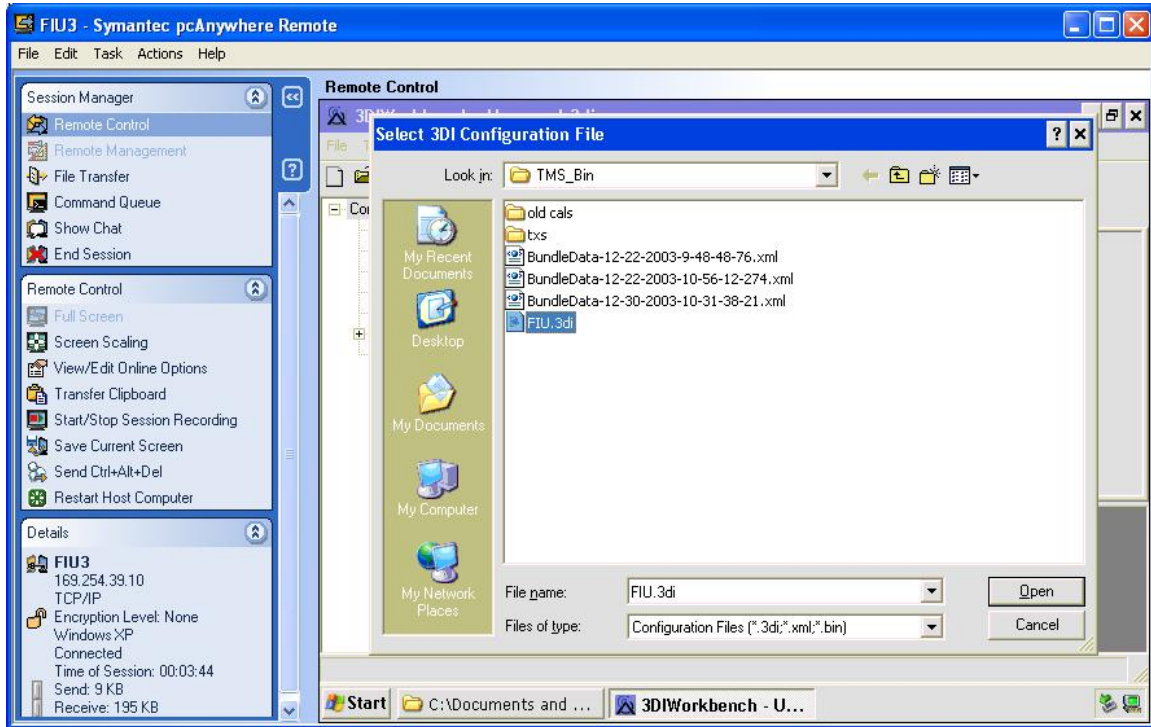 FIU3 - Symantec pcAnywhere Remote
File Edit Task Actions Help
Session Manager
Remote Control
Remote Management
File Transfer
Command Queue
Show Chat
End Session
Remote Control
Full Screen
Screen Scaling
View/Edit Online Options
Transfer Clipboard
Start/Stop Session Recording
Save Current Screen
Send Ctrl+Alt+Del
Restart Host Computer
Details
FIU3
169.254.39.10
TCP/IP
Encryption Level: None
Windows XP
Connected
Time of Session: 00:03:44
Send: 9 KB
Receive: 195 KB
Remote Control
File
Select 3DI Configuration File
Look in: TMS_Bin
My Recent Documents
Desktop
My Documents
My Computer
My Network Places
old cals
txs
BundleData-12-22-2003-9-48-48-76.xml
BundleData-12-22-2003-10-56-12-274.xml
BundleData-12-30-2003-10-31-38-21.xml
FIU.3di
File name: FIU.3di Open
Files of type: Configuration Files (*.3di;*.xml;*.bin) Cancel
Start C:\Documents and ... 3DIWorkbench - U...